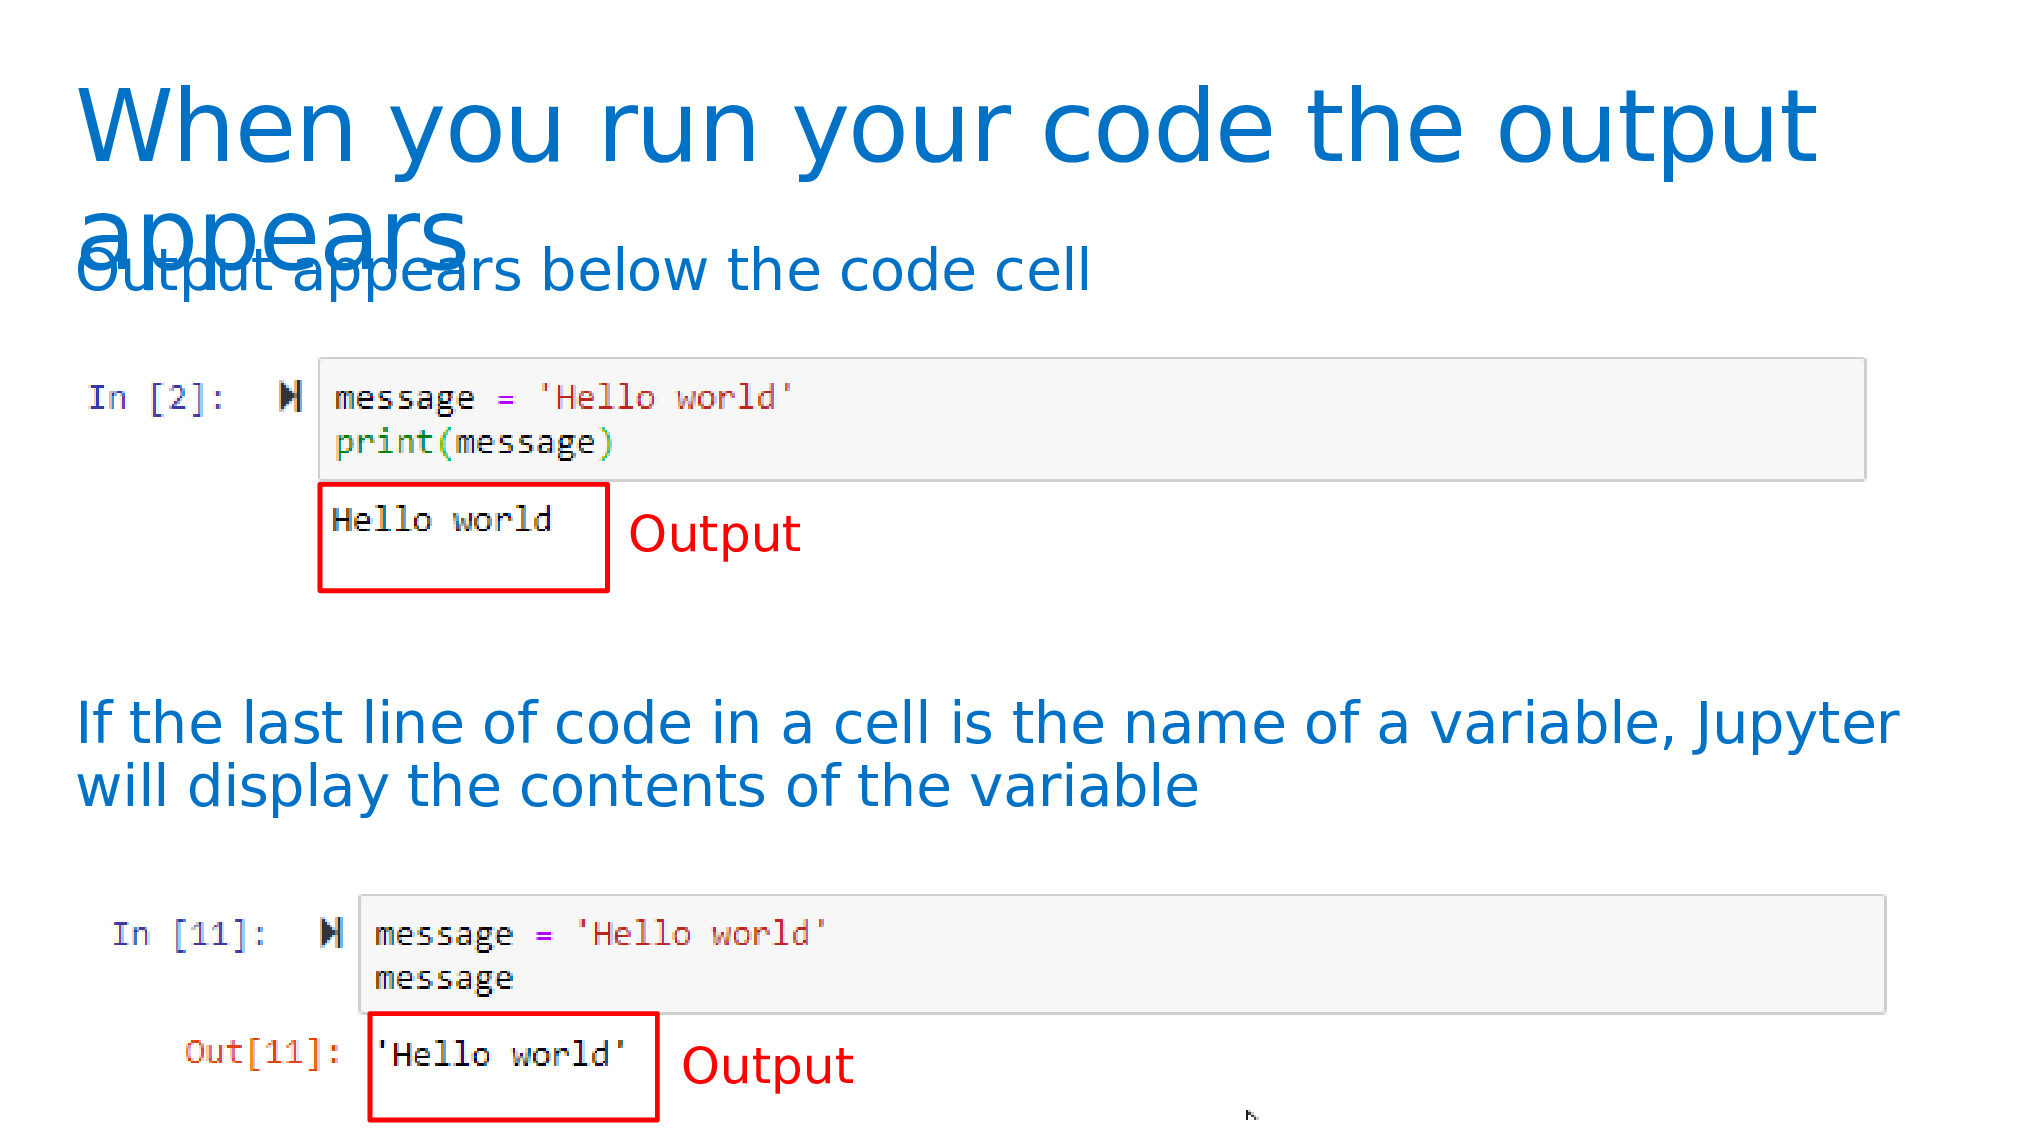 When you run your code the output
appears
Output appears below the code cell
In [2]: message = 'Hello world'
print(message)
Hello world
Output
If the last line of code in a cell is the name of a variable, Jupyter
will display the contents of the variable
In [11]: message = 'Hello world'
message
Out[11]: 'Hello world'
Output